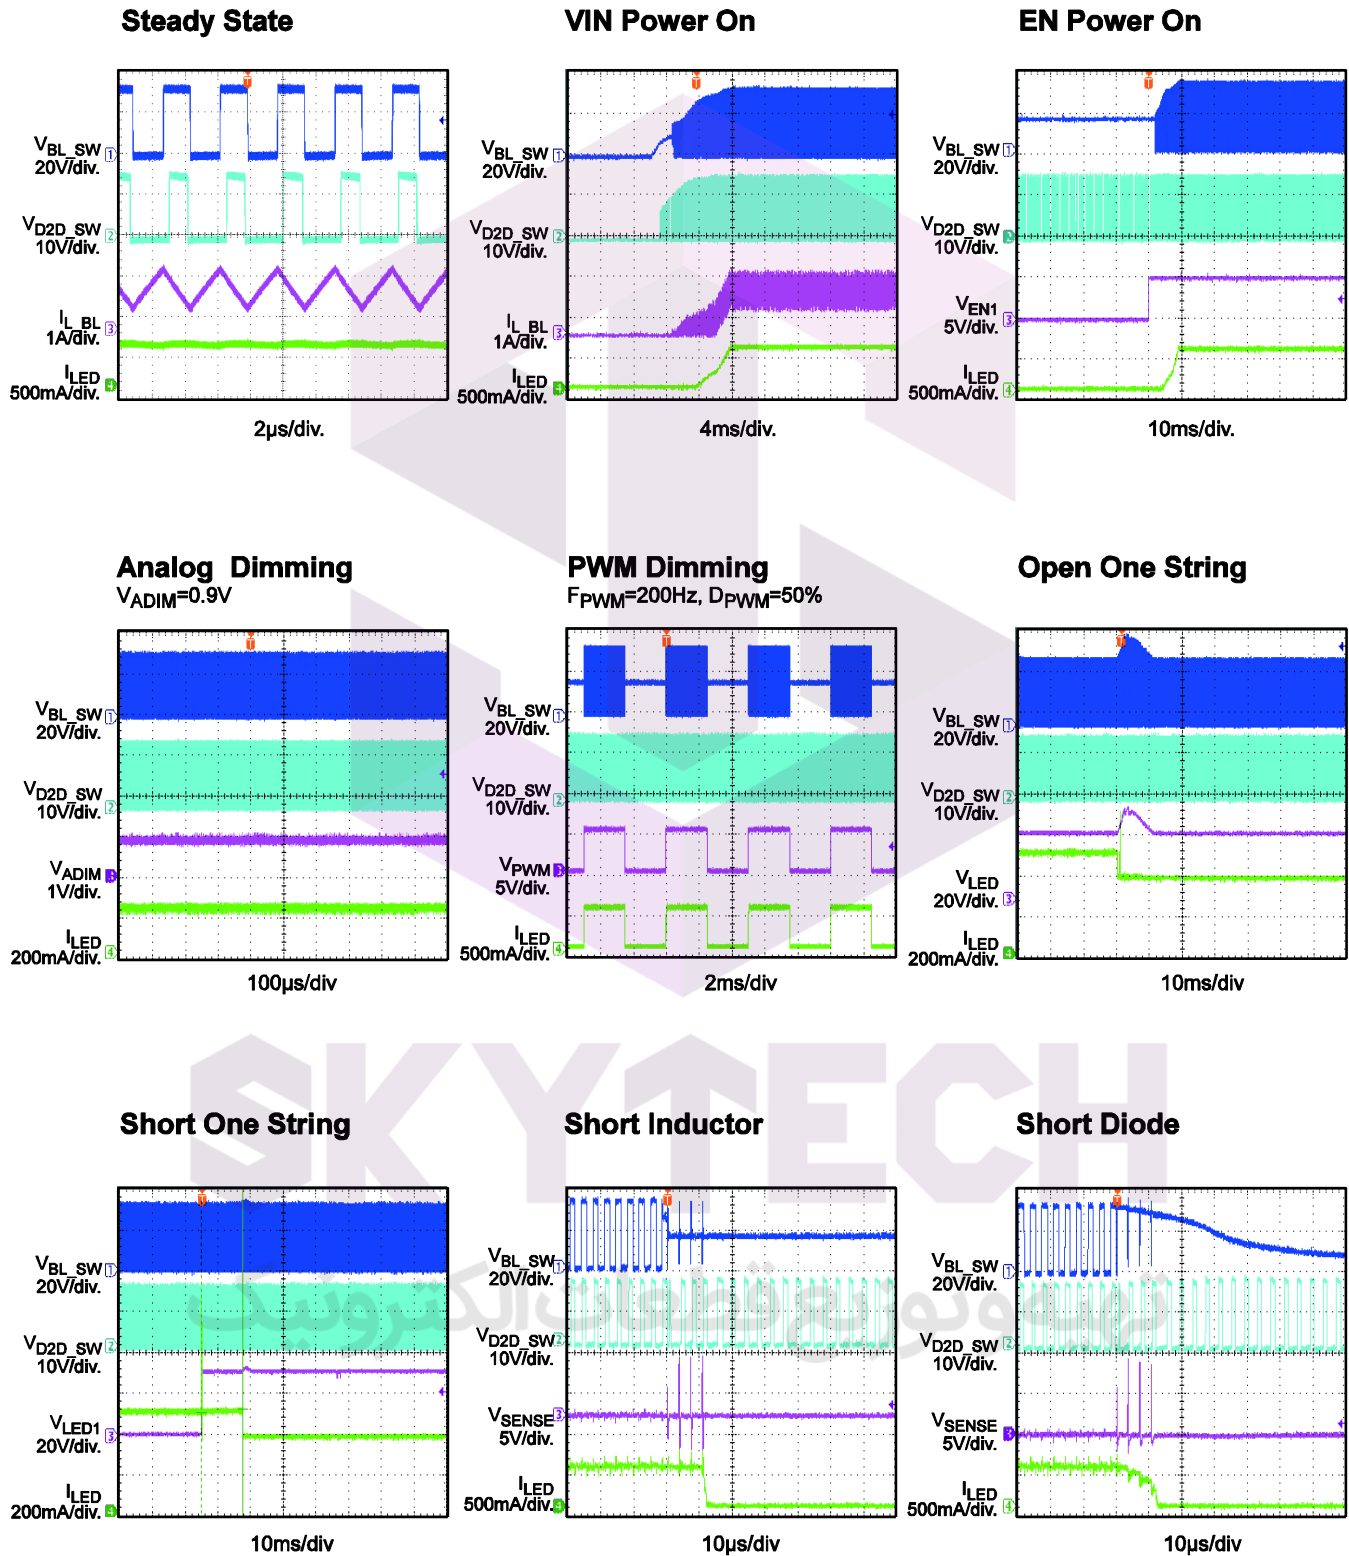 Steady State
VIN Power On
EN Power On
VBL_SW
20V/div.
VD2D_SW
10V/div.
IL_BL
1A/div.
ILED
500mA/div.
2µs/div.
VBL_SW
20V/div.
VD2D_SW
10V/div.
IL_BL
1A/div.
ILED
500mA/div.
4ms/div.
VBL_SW
20V/div.
VD2D_SW
10V/div.
VEN1
5V/div.
ILED
500mA/div.
10ms/div.
Analog Dimming
VADIM=0.9V
PWM Dimming
FPWM=200Hz, DPWM=50%
Open One String
VBL_SW
20V/div.
VD2D_SW
10V/div.
VADIM
1V/div.
ILED
200mA/div.
100µs/div
VBL_SW
20V/div.
VD2D_SW
10V/div.
VPWM
5V/div.
ILED
500mA/div.
2ms/div
VBL_SW
20V/div.
VD2D_SW
10V/div.
VLED
20V/div.
ILED
200mA/div.
10ms/div
SKYTECH
Short One String
Short Inductor
Short Diode
تهیه و توزیع قطعات الکترونیک
VBL_SW
20V/div.
VD2D_SW
10V/div.
VLED1
20V/div.
ILED
200mA/div.
10ms/div
VBL_SW
20V/div.
VD2D_SW
10V/div.
VSENSE
5V/div.
ILED
500mA/div.
10µs/div
VBL_SW
20V/div.
VD2D_SW
10V/div.
VSENSE
5V/div.
ILED
500mA/div.
10µs/div